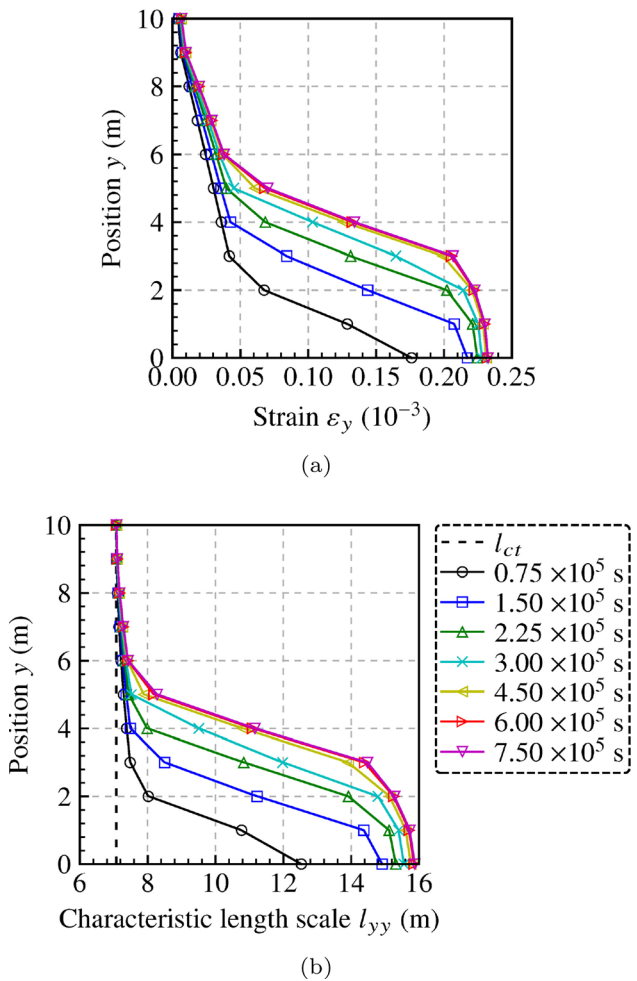 10
8
6
4
2
0
Position y (m)
0.00 0.05 0.10 0.15 0.20 0.25
Strain εy (10⁻³)
(a)
10
8
6
4
2
0
Position y (m)
6 8 10 12 14 16
Characteristic length scale lyy (m)
lct
0.75 ×10⁵ s
1.50 ×10⁵ s
2.25 ×10⁵ s
3.00 ×10⁵ s
4.50 ×10⁵ s
6.00 ×10⁵ s
7.50 ×10⁵ s
(b)